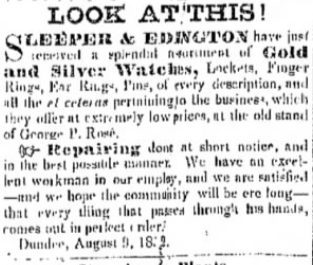 LOOK AT THIS!
SLEEPER & EDINGTON have just
received a splendid assortment of Gold
and Silver Watches, Lockets, Finger
Rings, Ear Rings, Pins, of every description, and
all the et ceteras pertaining to the business, which
they offer at extremely low prices, at the old stand
of George P. Rose.
☞ Repairing done at short notice, and
in the best possible manner. We have an excel-
lent workman in our employ, and we are satisfied
—and we hope the community will be ere long—
that every thing that passes through his hands,
comes out in perfect order.
Dundee, August 9,